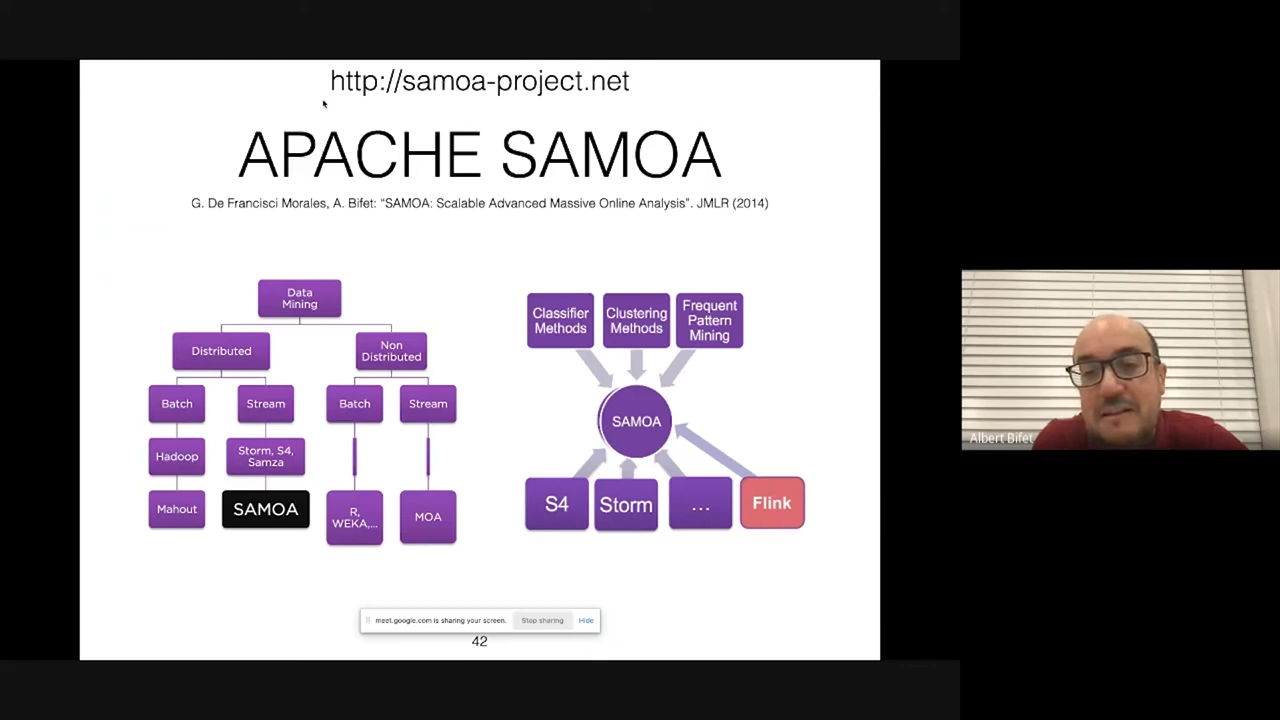 http://samoa-project.net
APACHE SAMOA
G. De Francisci Morales, A. Bifet: “SAMOA: Scalable Advanced Massive Online Analysis”. JMLR (2014)
Data
Mining
Distributed
Non
Distributed
Batch
Stream
Batch
Stream
Hadoop
Storm, S4,
Samza
Mahout
SAMOA
R,
WEKA,...
MOA
Classifier
Methods
Clustering
Methods
Frequent
Pattern
Mining
SAMOA
S4
Storm
...
Flink
meet.google.com is sharing your screen.
Stop sharing
Hide
42
Albert Bifet